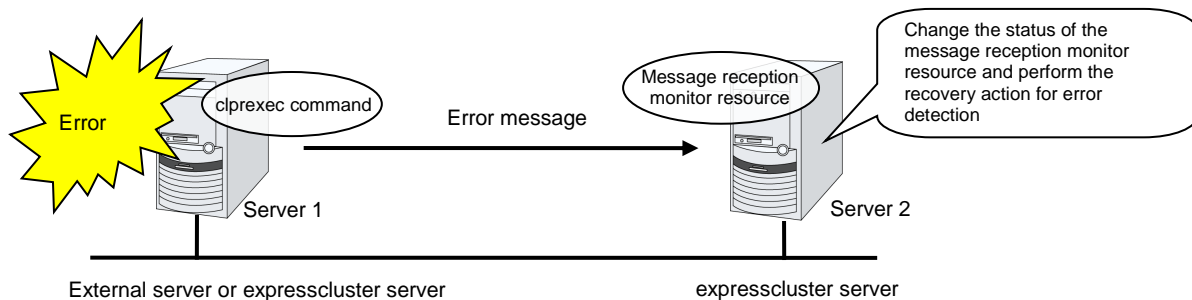 Change the status of the
message reception monitor
resource and perform the
recovery action for error
detection
Message reception
monitor resource
clprexec command
Error
Error message
Server 1
Server 2
External server or expresscluster server
expresscluster server